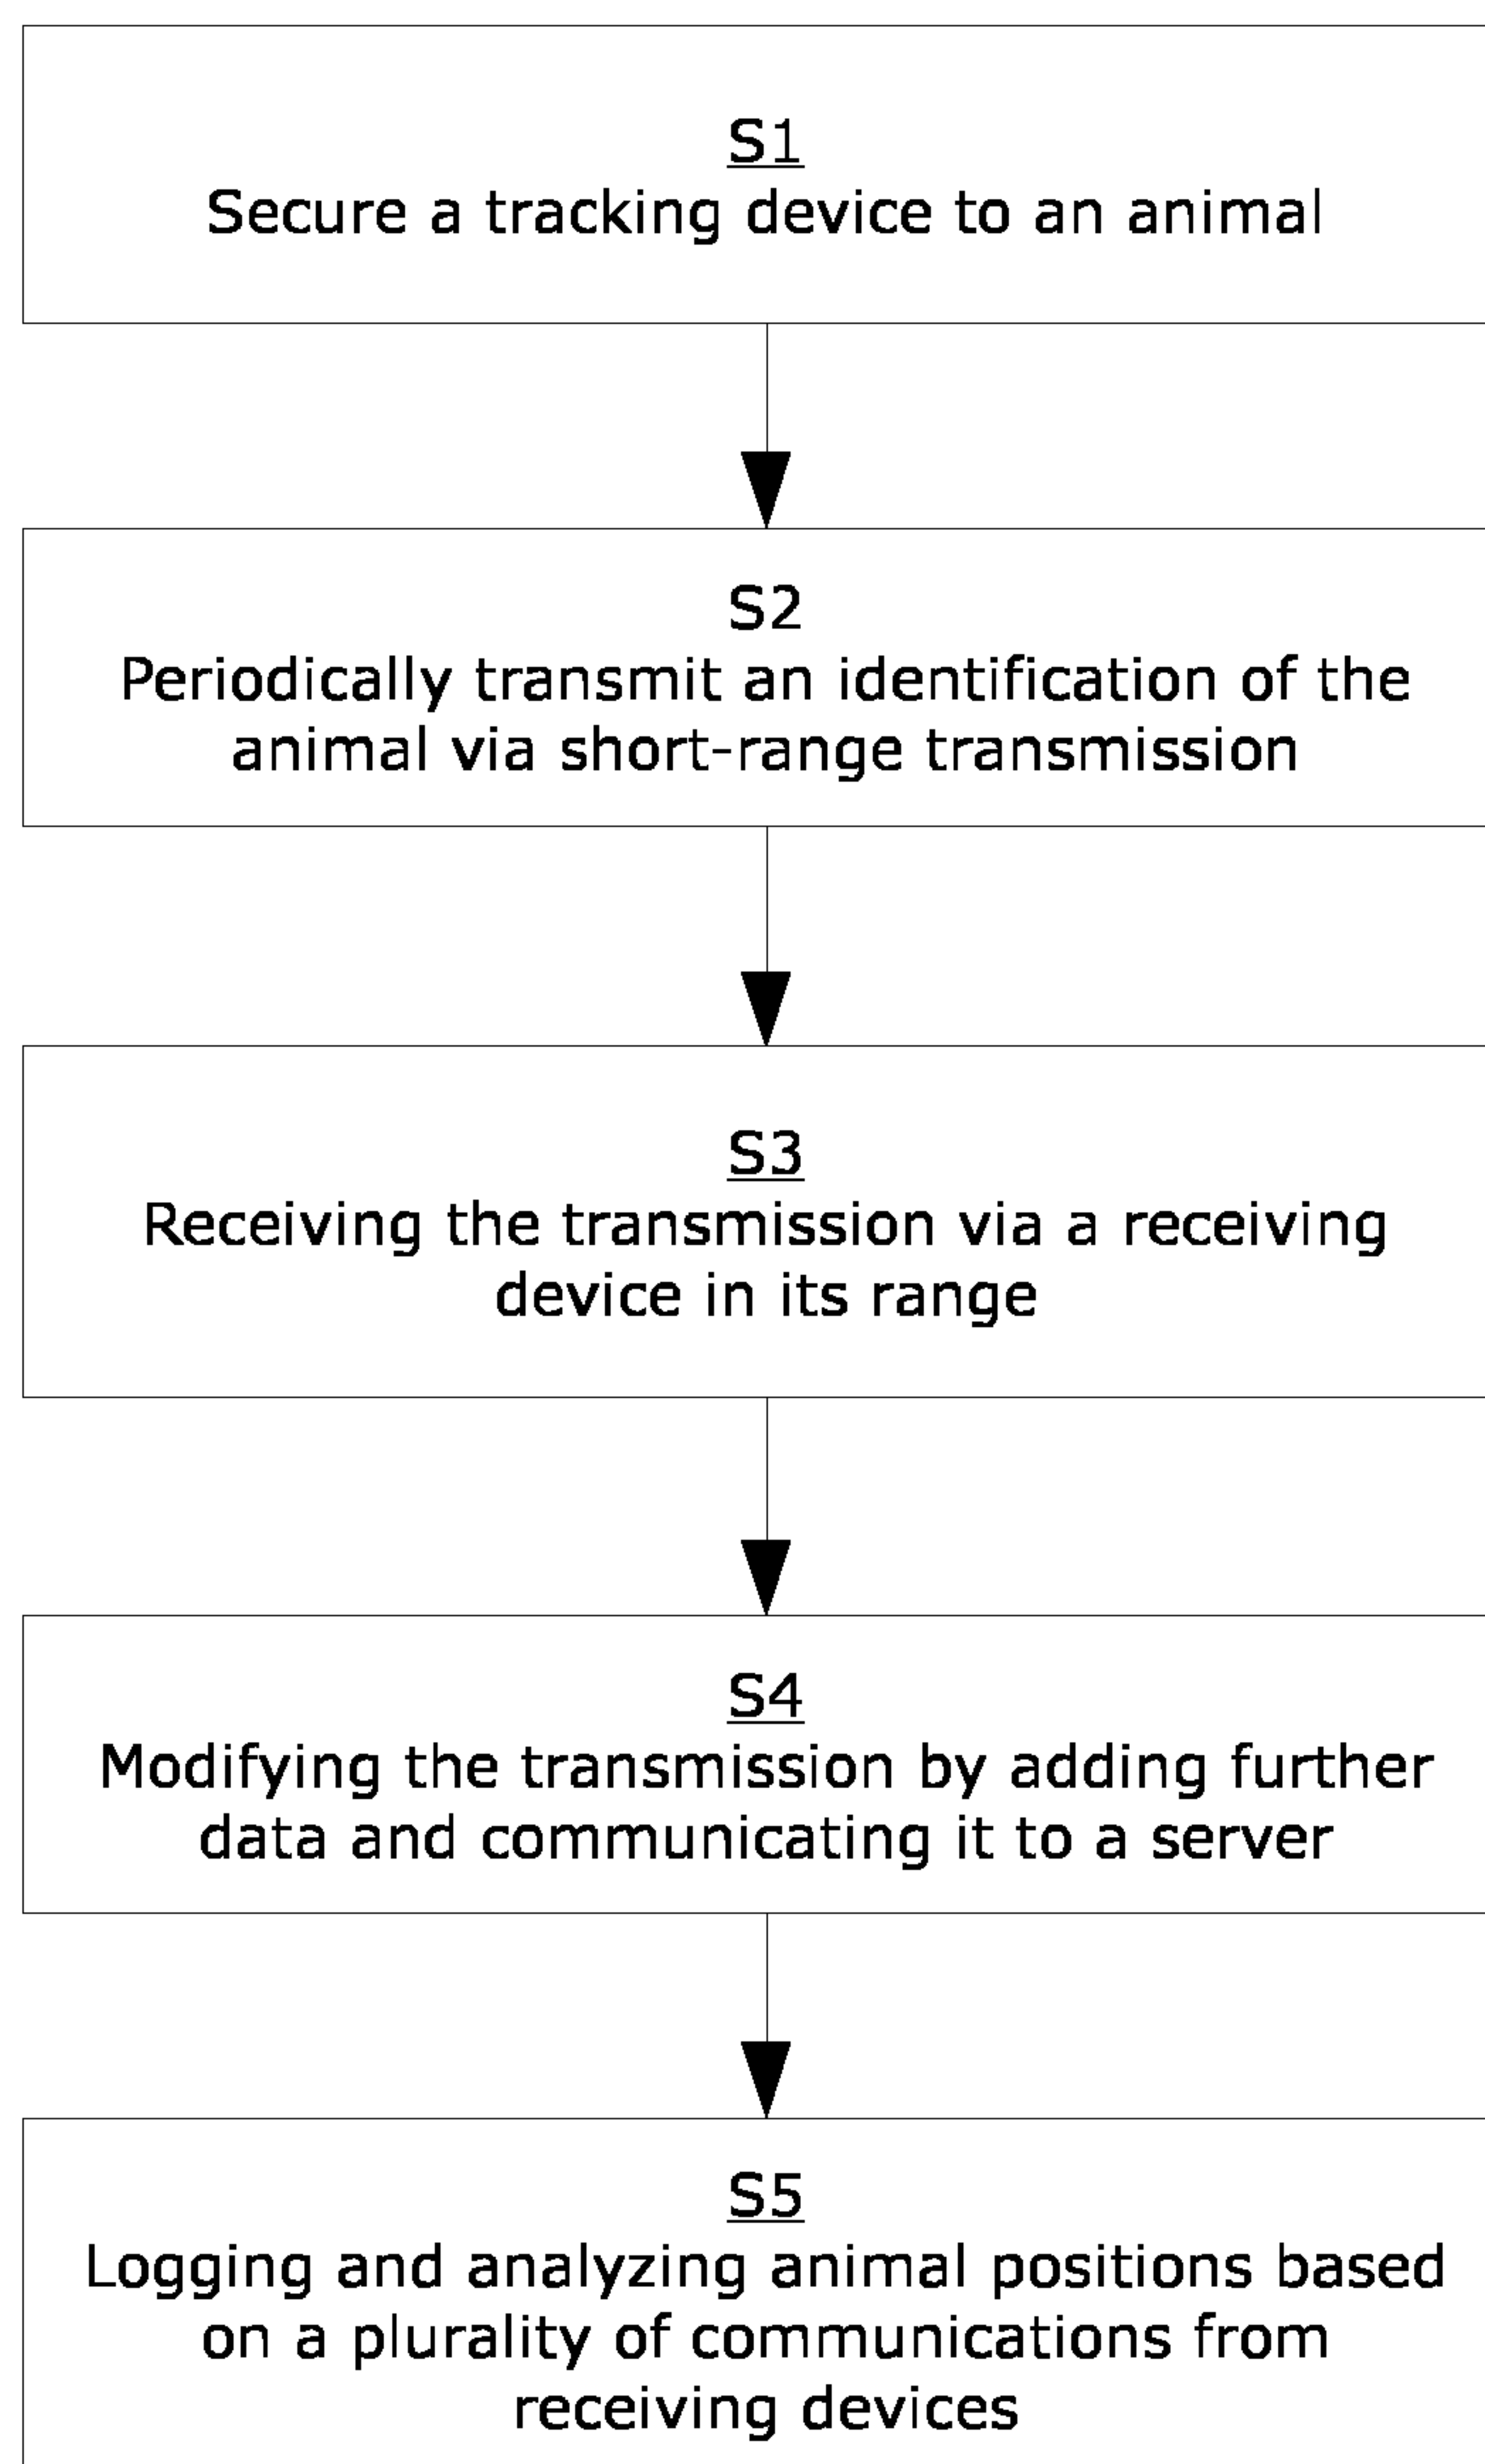 S1
Secure a tracking device to an animal
S2
Periodically transmit an identification of the
animal via short-range transmission
S3
Receiving the transmission via a receiving
device in its range
S4
Modifying the transmission by adding further
data and communicating it to a server
S5
Logging and analyzing animal positions based
on a plurality of communications from
receiving devices